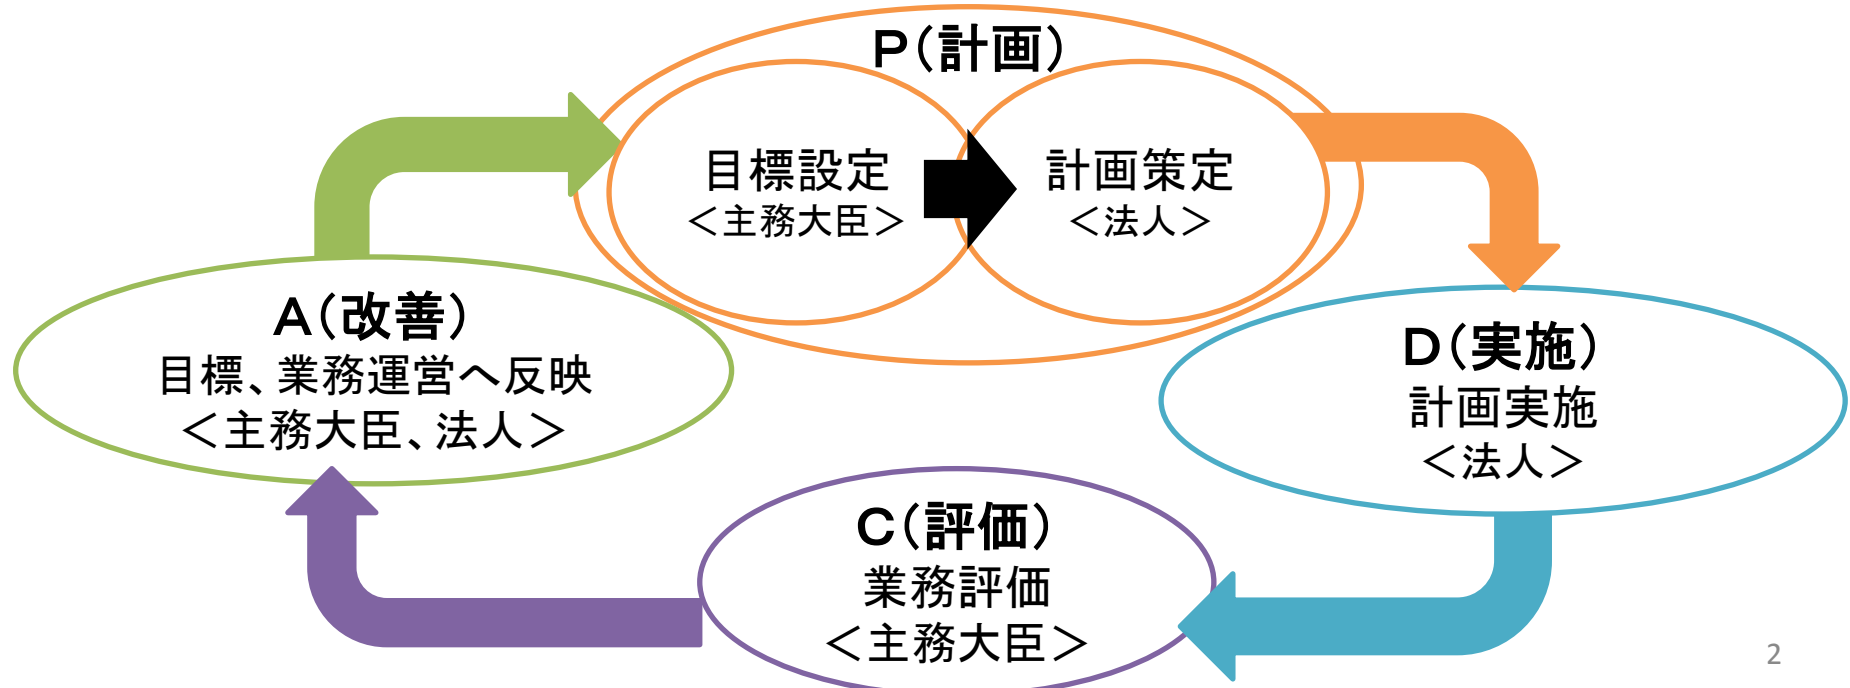 P(計画)
目標設定
＜主務大臣＞
計画策定
＜法人＞
A(改善)
目標、業務運営へ反映
＜主務大臣、法人＞
D(実施)
計画実施
＜法人＞
C(評価)
業務評価
＜主務大臣＞
2